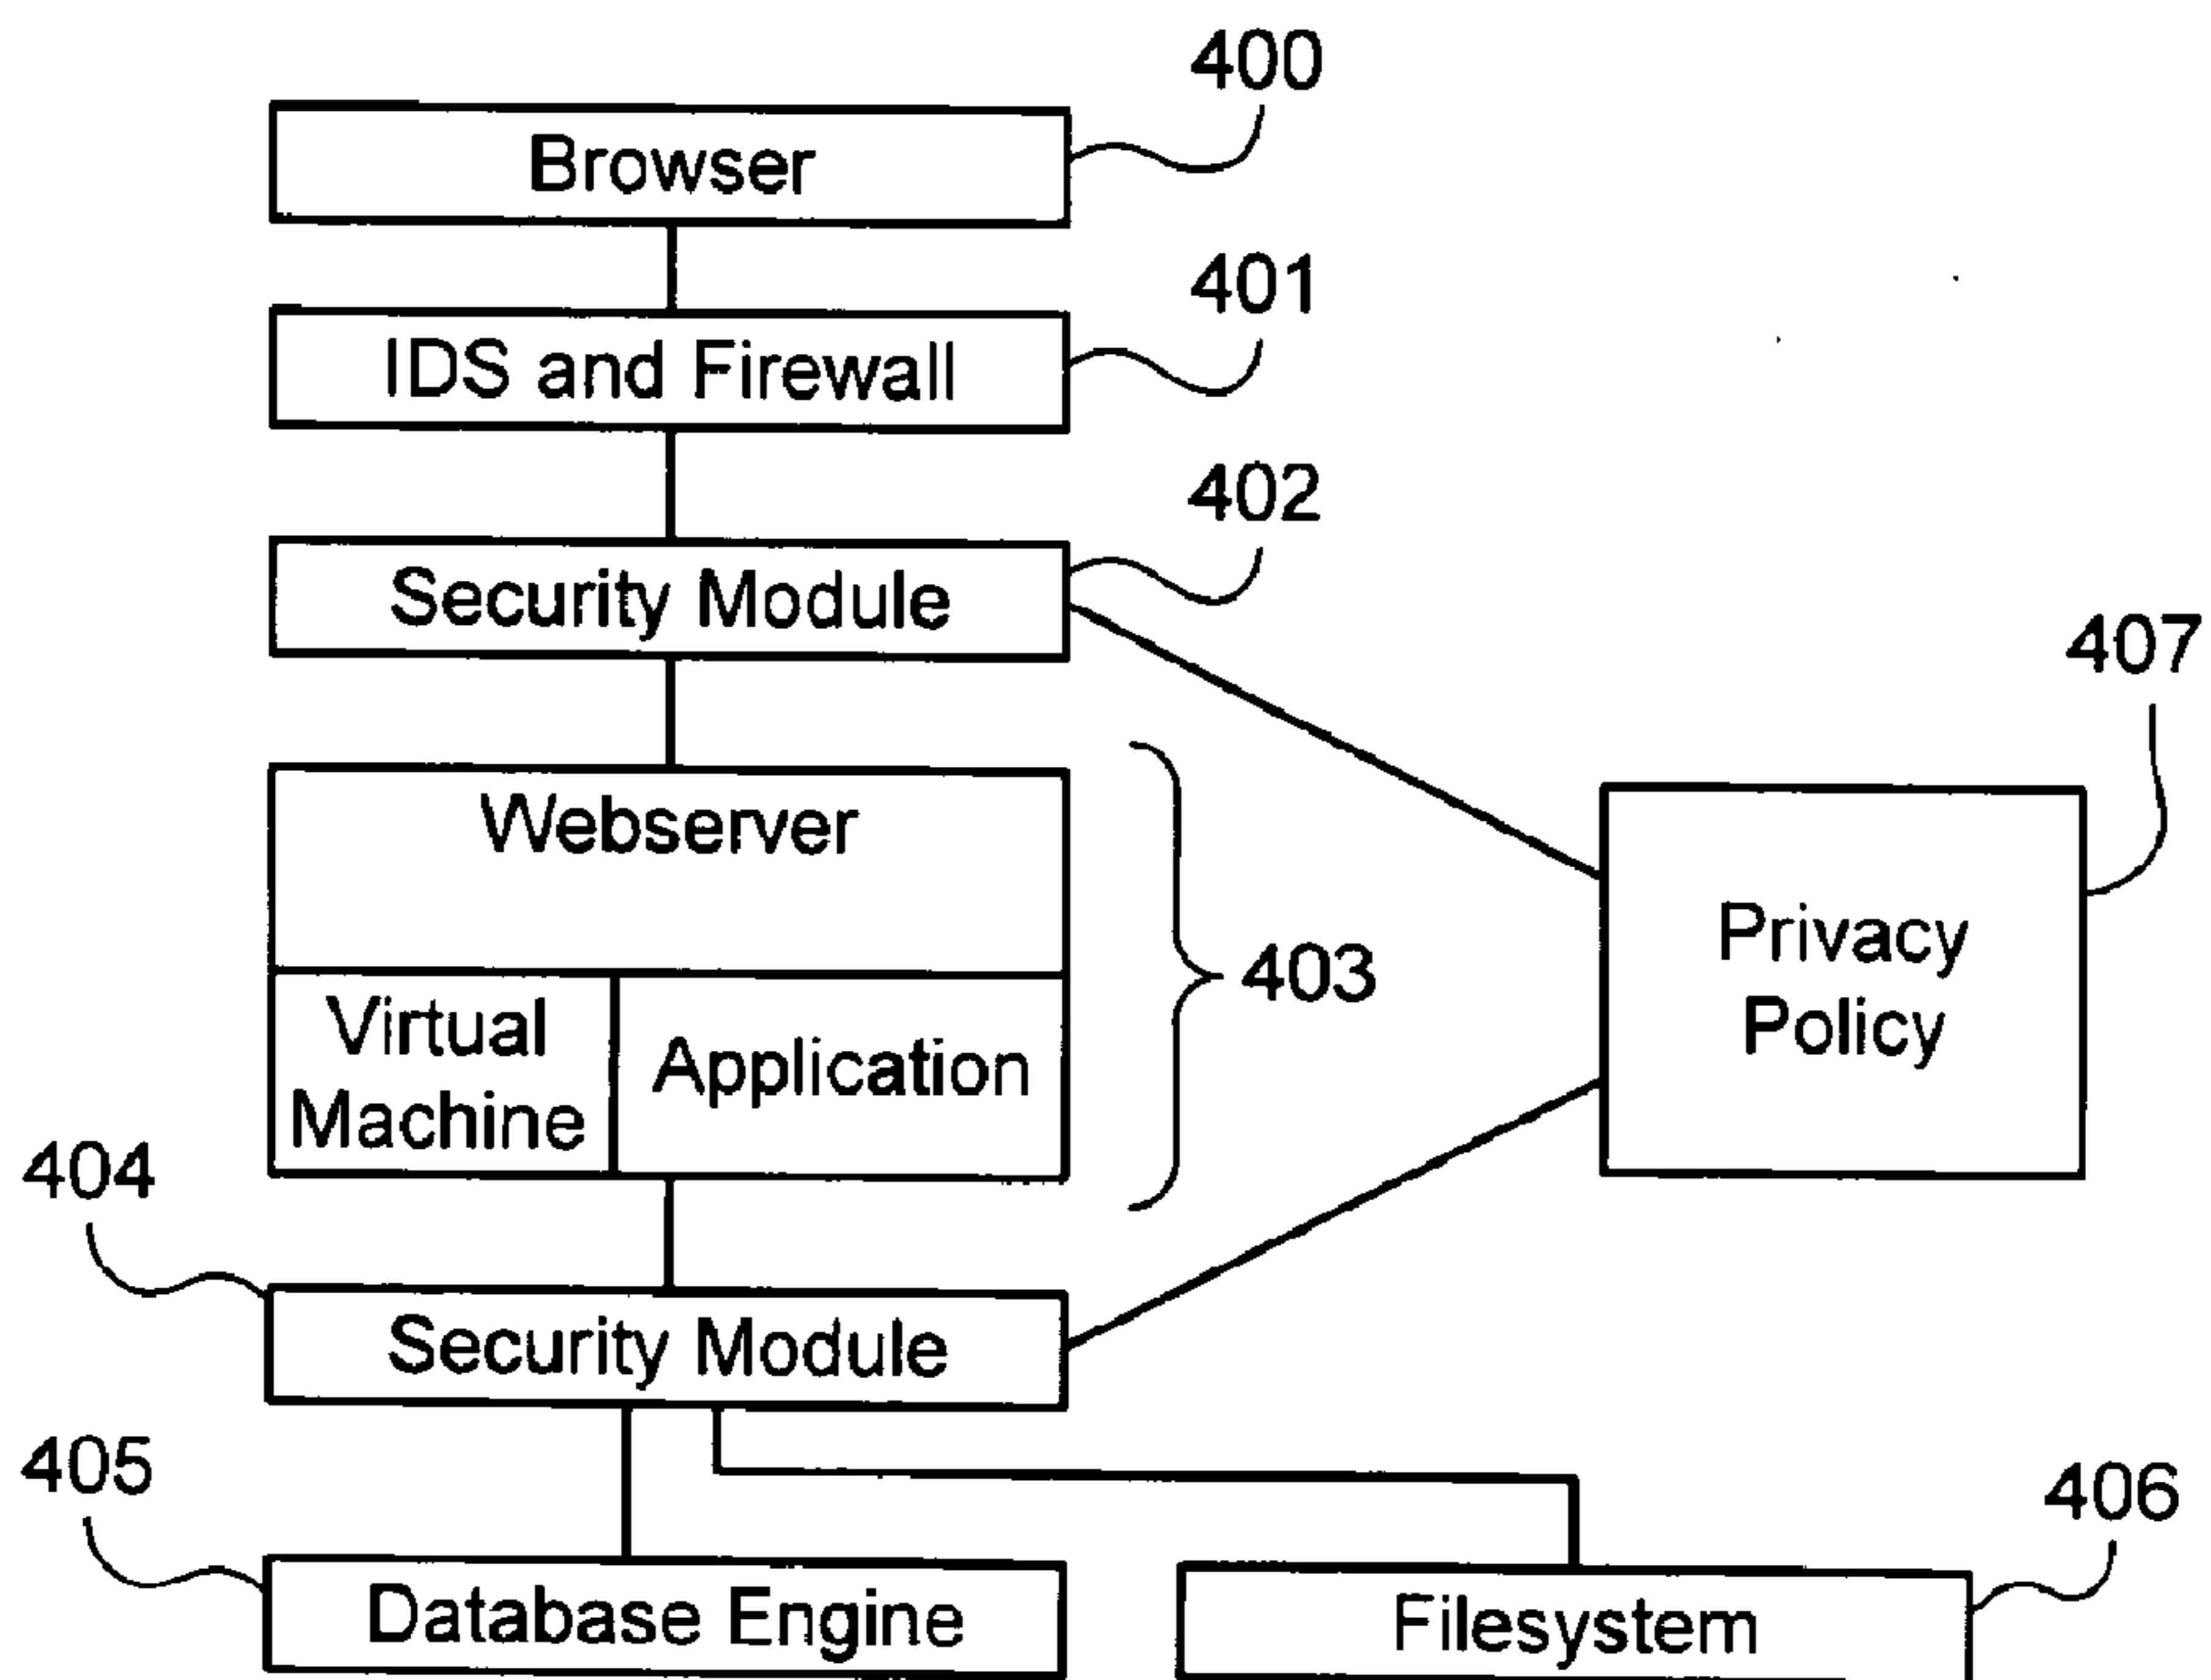 400
Browser
401
IDS and Firewall
402
Security Module
407
Webserver
403
Privacy
Policy
Virtual
Machine
Application
404
Security Module
405
406
Database Engine
Filesystem